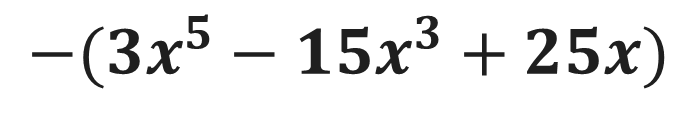 −(3x⁵ − 15x³ + 25x)